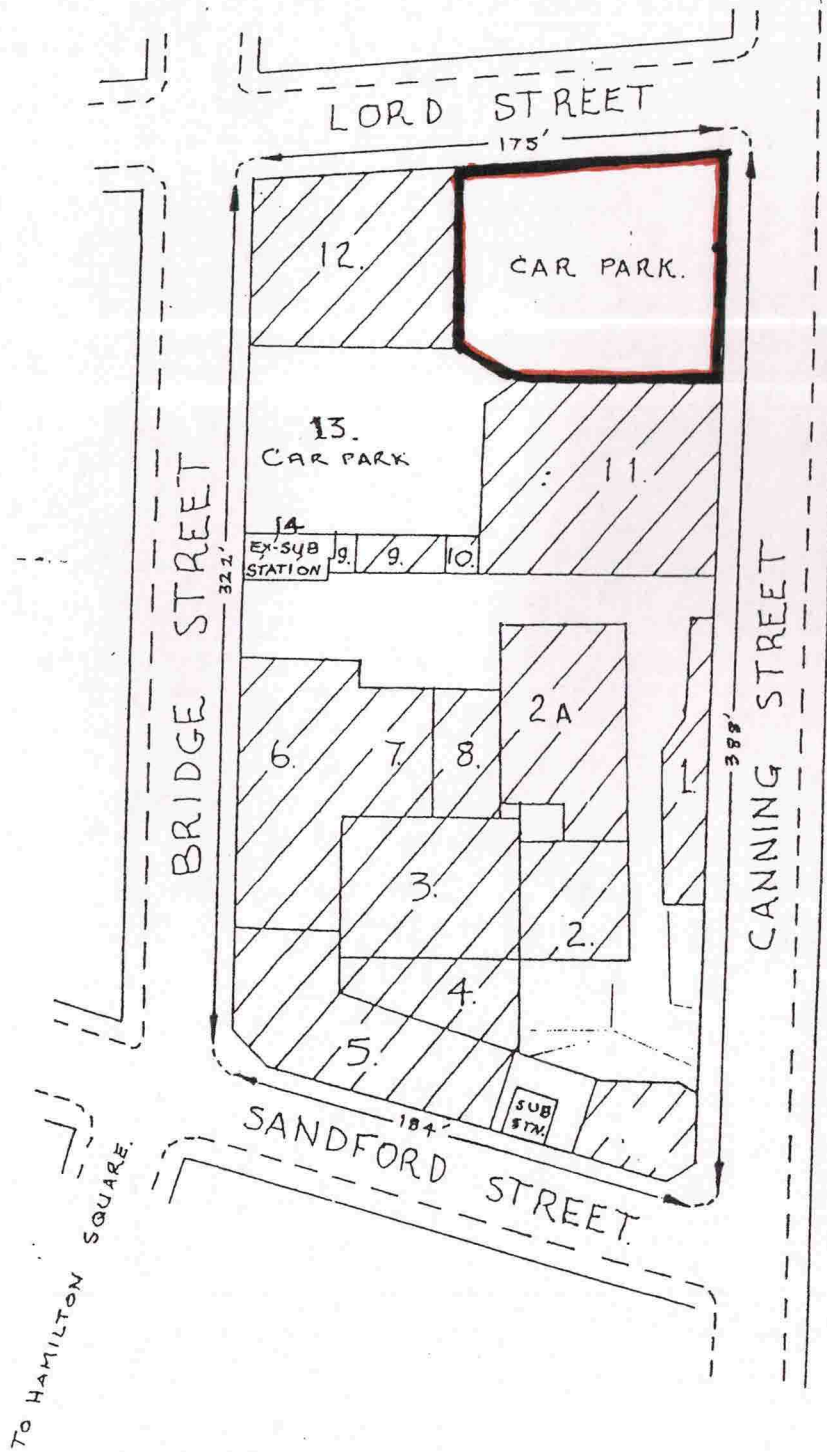 LORD STREET
175'
12.
CAR PARK.
13.
CAR PARK
11.
14
EX-SUB
STATION
9.
9.
10.
BRIDGE STREET
322'
CANNING STREET
388'
2A
6.
7.
8.
1.
3.
2.
4.
5.
SUB
STN.
184'
SANDFORD STREET.
TO HAMILTON SQUARE.